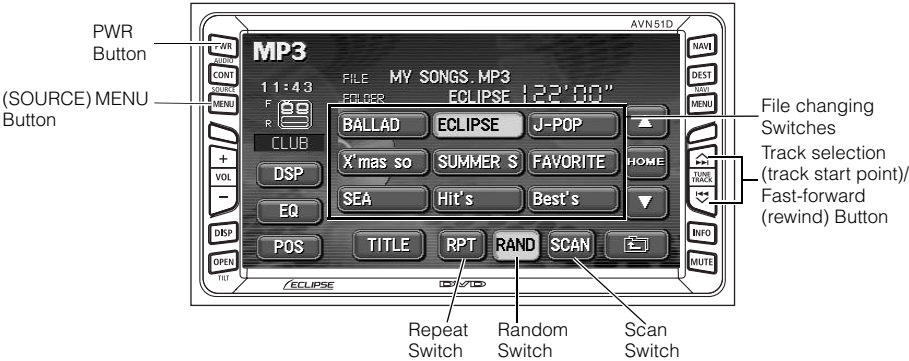 AVN51D
PWR
Button
(SOURCE) MENU
Button
PWR
AUDIO
CONT
SOURCE
MENU
+
VOL
−
DISP
OPEN
TILT
MP3
11:43
FILE MY SONGS.MP3
FOLDER ECLIPSE 122'00"
F
R
CLUB
DSP
EQ
POS
BALLAD ECLIPSE J-POP
X'mas so SUMMER S FAVORITE HOME
SEA Hit's Best's
TITLE RPT RAND SCAN
NAVI
DEST
NAVI
MENU
TUNE
TRACK
INFO
MUTE
ECLIPSE
DVD
File changing
Switches
Track selection
(track start point)/
Fast-forward
(rewind) Button
Repeat
Switch
Random
Switch
Scan
Switch